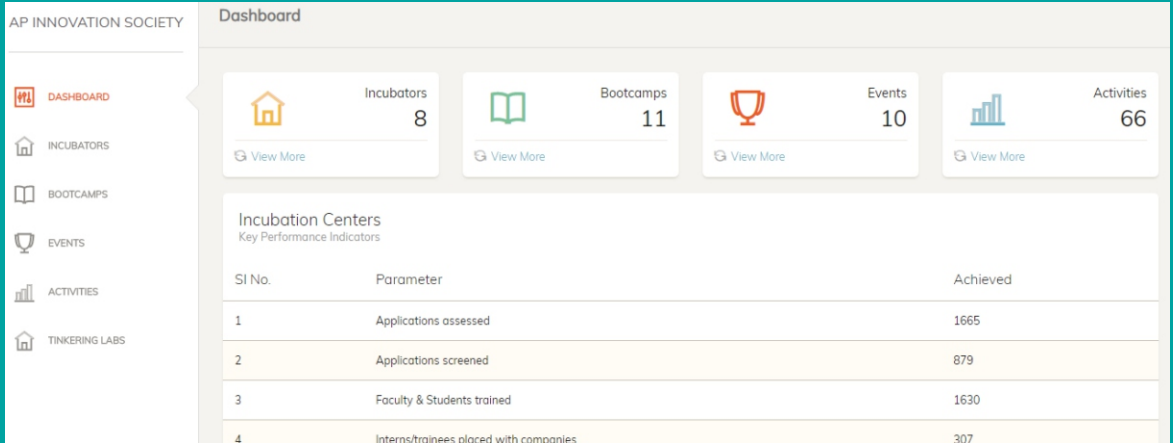 AP INNOVATION SOCIETY
DASHBOARD
INCUBATORS
BOOTCAMPS
EVENTS
ACTIVITIES
TINKERING LABS
Dashboard
Incubators
8
View More
Bootcamps
11
View More
Events
10
View More
Activities
66
View More
Incubation Centers
Key Performance Indicators
SI No. Parameter Achieved
1 Applications assessed 1665
2 Applications screened 879
3 Faculty & Students trained 1630
4 Interns/trainees placed with companies 307